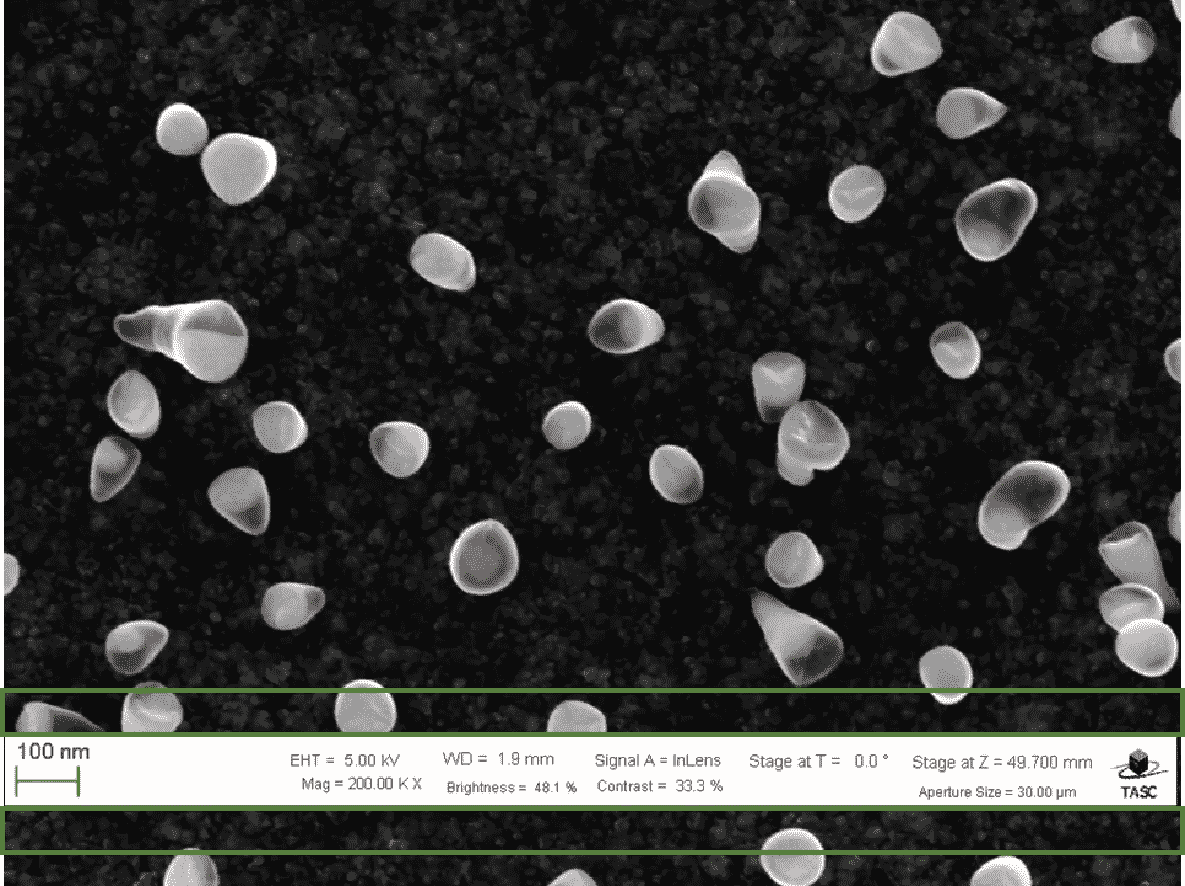 100 nm
EHT = 5.00 kV
Mag = 200.00 K X
WD = 1.9 mm
Brightness = 48.1 %
Signal A = InLens
Contrast = 33.3 %
Stage at T = 0.0 °
Stage at Z = 49.700 mm
Aperture Size = 30.00 µm
TASC